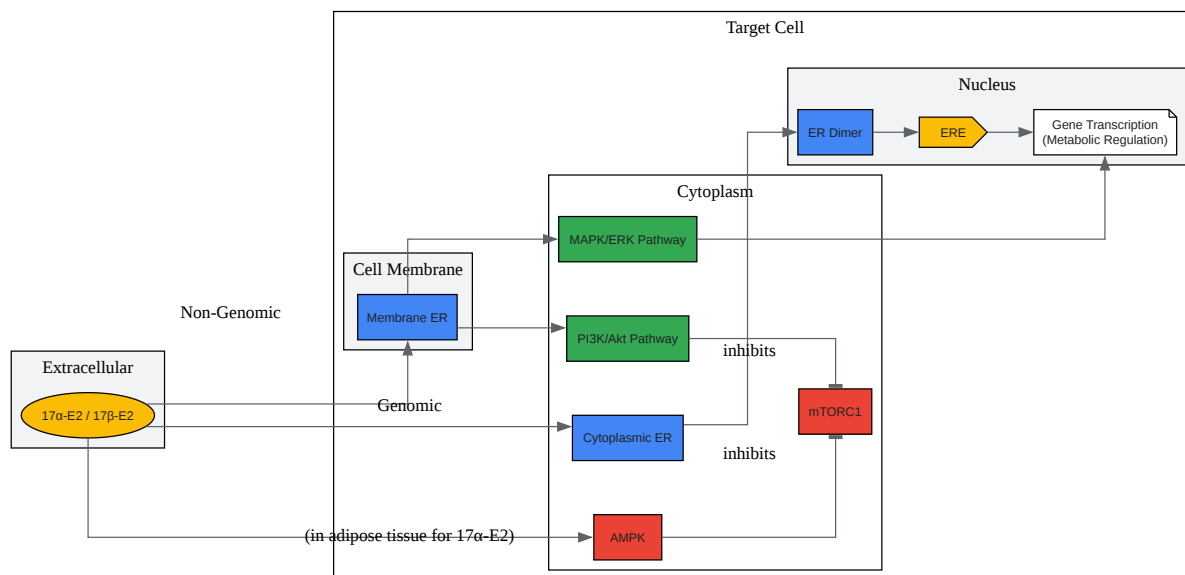 Target Cell
Nucleus
ER Dimer
ERE
Gene Transcription
(Metabolic Regulation)
Cytoplasm
MAPK/ERK Pathway
Cell Membrane
Membrane ER
Non-Genomic
PI3K/Akt Pathway
inhibits
Extracellular
17α-E2 / 17β-E2
Genomic
mTORC1
Cytoplasmic ER
inhibits
(in adipose tissue for 17α-E2)
AMPK